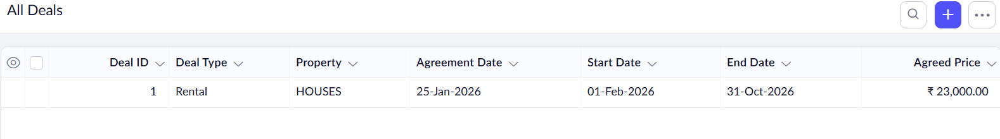 All Deals
Deal ID Deal Type Property Agreement Date Start Date End Date Agreed Price
1 Rental HOUSES 25-Jan-2026 01-Feb-2026 31-Oct-2026 ₹ 23,000.00